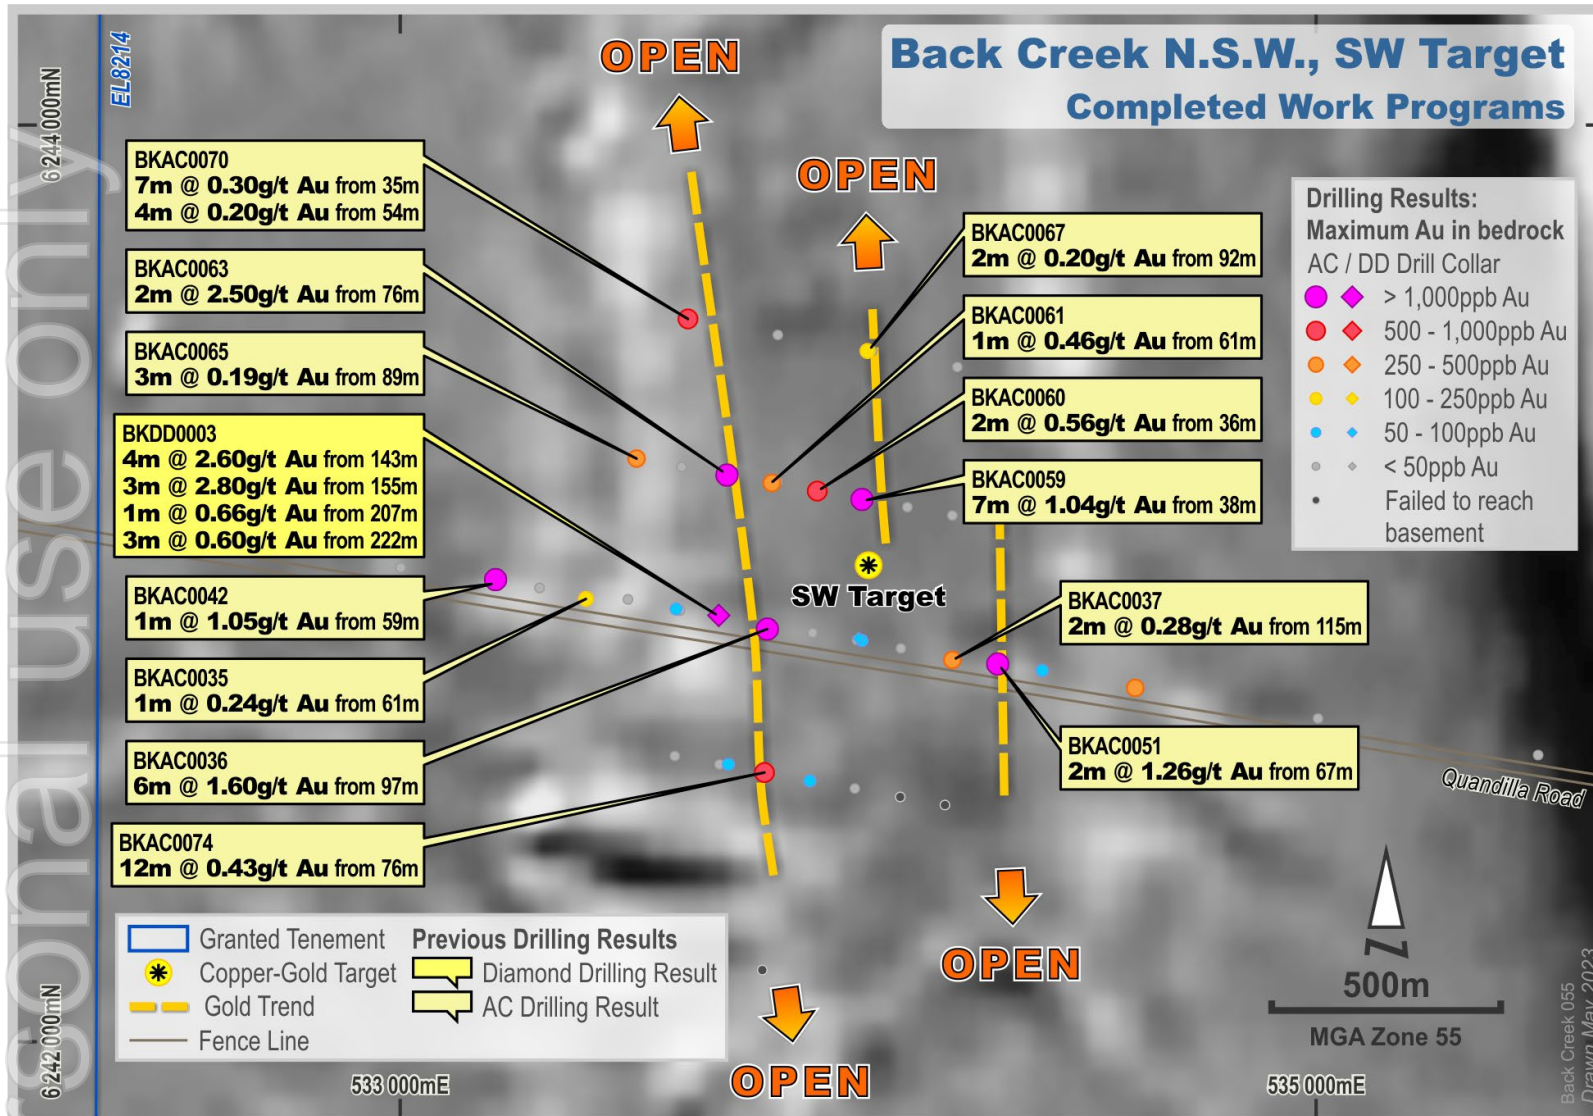 Back Creek N.S.W., SW Target
Completed Work Programs
EL8214
6 244 000mN
OPEN
OPEN
BKAC0070
7m @ 0.30g/t Au from 35m
4m @ 0.20g/t Au from 54m
BKAC0063
2m @ 2.50g/t Au from 76m
BKAC0065
3m @ 0.19g/t Au from 89m
BKDD0003
4m @ 2.60g/t Au from 143m
3m @ 2.80g/t Au from 155m
1m @ 0.66g/t Au from 207m
3m @ 0.60g/t Au from 222m
BKAC0042
1m @ 1.05g/t Au from 59m
BKAC0035
1m @ 0.24g/t Au from 61m
BKAC0036
6m @ 1.60g/t Au from 97m
BKAC0074
12m @ 0.43g/t Au from 76m
BKAC0067
2m @ 0.20g/t Au from 92m
BKAC0061
1m @ 0.46g/t Au from 61m
BKAC0060
2m @ 0.56g/t Au from 36m
BKAC0059
7m @ 1.04g/t Au from 38m
SW Target
BKAC0037
2m @ 0.28g/t Au from 115m
BKAC0051
2m @ 1.26g/t Au from 67m
Drilling Results:
Maximum Au in bedrock
AC / DD Drill Collar
> 1,000ppb Au
500 - 1,000ppb Au
250 - 500ppb Au
100 - 250ppb Au
50 - 100ppb Au
< 50ppb Au
Failed to reach
basement
Quandilla Road
OPEN
OPEN
Granted Tenement
Copper-Gold Target
Gold Trend
Fence Line
Previous Drilling Results
Diamond Drilling Result
AC Drilling Result
N
500m
MGA Zone 55
6 242 000mN
533 000mE
535 000mE
Back Creek 055
Drawn May 2023
sonal use only